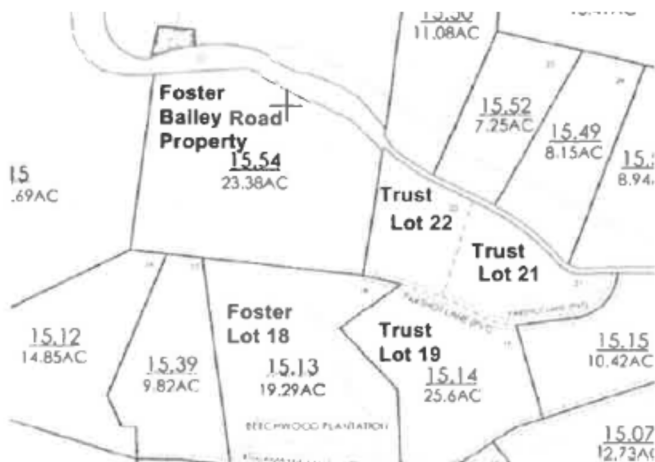 11.08AC
15.52
7.25AC
15.49
8.15AC
8.94
Foster
Bailey Road
Property
15.54
23.38AC
15
.69AC
Trust
Lot 22
Trust
Lot 21
Foster
Lot 18
Trust
Lot 19
15.12
14.85AC
15.39
9.82AC
15.13
19.29AC
15.14
25.6AC
15.15
10.42AC
BEECHWOOD PLANTATION
15.07
12.73AC